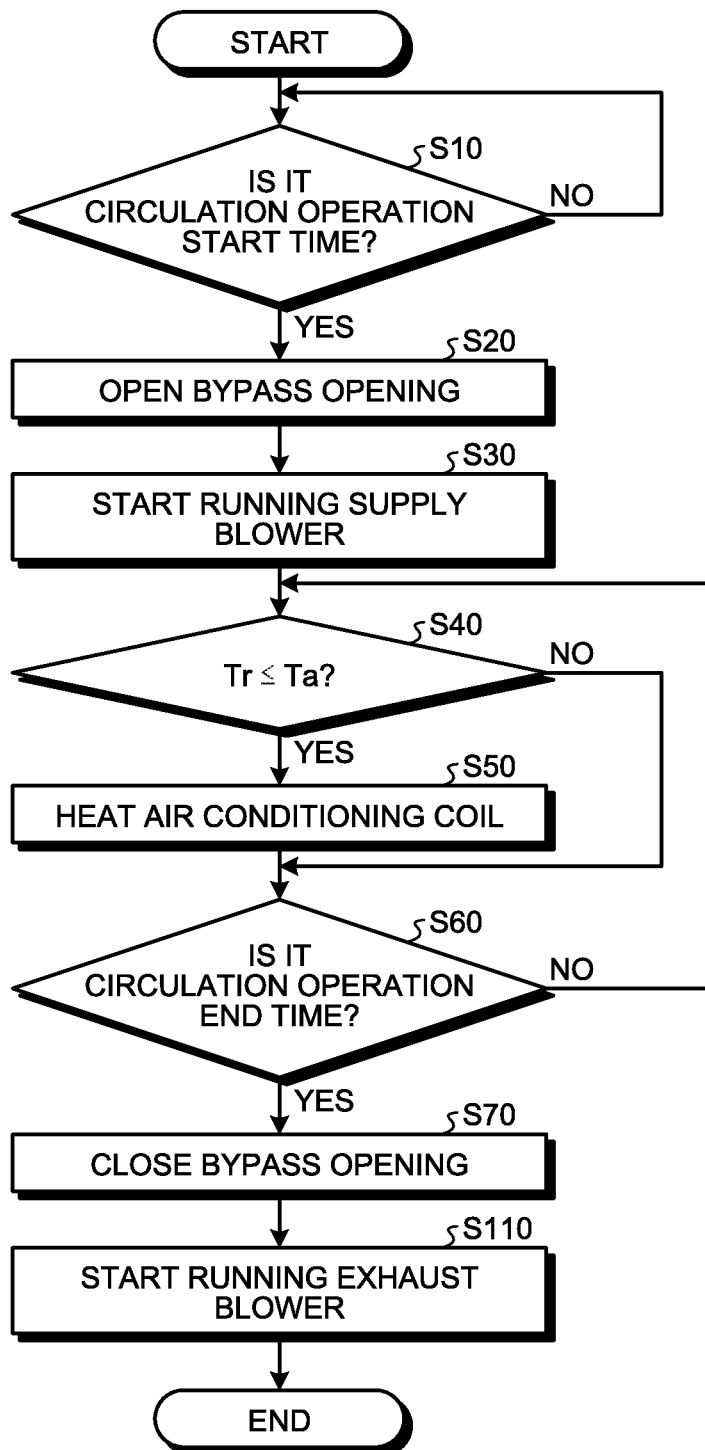 START
S10
IS IT
CIRCULATION OPERATION
START TIME?
NO
YES
S20
OPEN BYPASS OPENING
S30
START RUNNING SUPPLY
BLOWER
S40
Tr ≦ Ta?
NO
YES
S50
HEAT AIR CONDITIONING COIL
S60
IS IT
CIRCULATION OPERATION
END TIME?
NO
YES
S70
CLOSE BYPASS OPENING
S110
START RUNNING EXHAUST
BLOWER
END